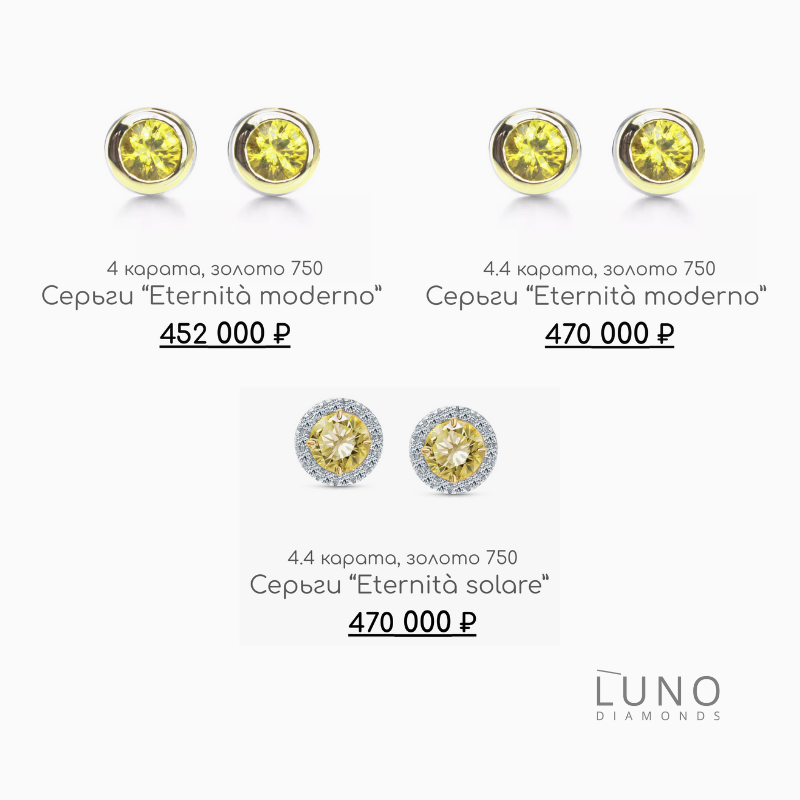 4 карата, золото 750
Серьги “Eternità moderno”
452 000 ₽
4.4 карата, золото 750
Серьги “Eternità moderno”
470 000 ₽
4.4 карата, золото 750
Серьги “Eternità solare”
470 000 ₽
LUNO
DIAMONDS